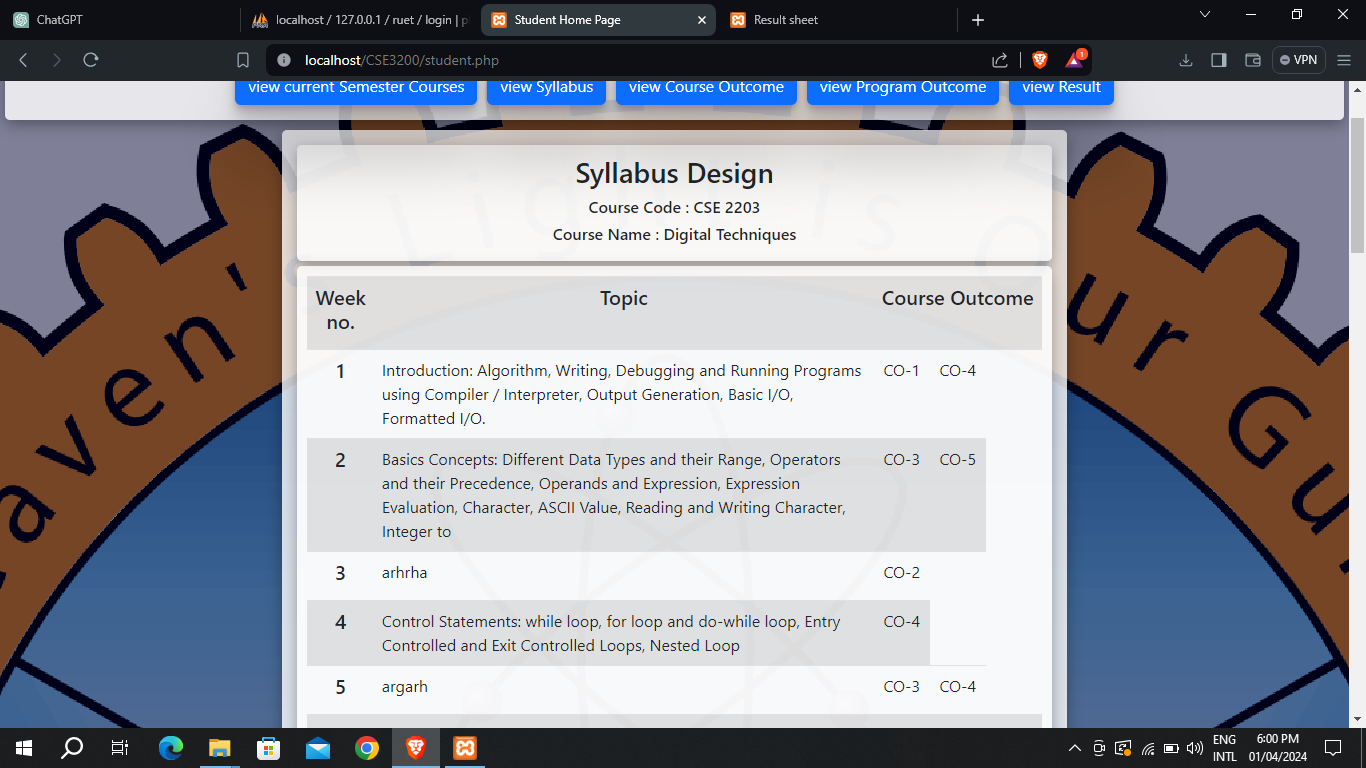 ChatGPT
localhost / 127.0.0.1 / ruet / login | p
Student Home Page
Result sheet
localhost/CSE3200/student.php
1
VPN
view current Semester Courses
view Syllabus
view Course Outcome
view Program Outcome
view Result
Syllabus Design
Course Code : CSE 2203
Course Name : Digital Techniques
Week no.
Topic
Course Outcome
1
Introduction: Algorithm, Writing, Debugging and Running Programs
using Compiler / Interpreter, Output Generation, Basic I/O,
Formatted I/O.
CO-1 CO-4
2
Basics Concepts: Different Data Types and their Range, Operators
and their Precedence, Operands and Expression, Expression
Evaluation, Character, ASCII Value, Reading and Writing Character,
Integer to
CO-3 CO-5
3
arhrha
CO-2
4
Control Statements: while loop, for loop and do-while loop, Entry
Controlled and Exit Controlled Loops, Nested Loop
CO-4
5
argarh
CO-3 CO-4
aven's Light is Our Gui
ENG
INTL
6:00 PM
01/04/2024